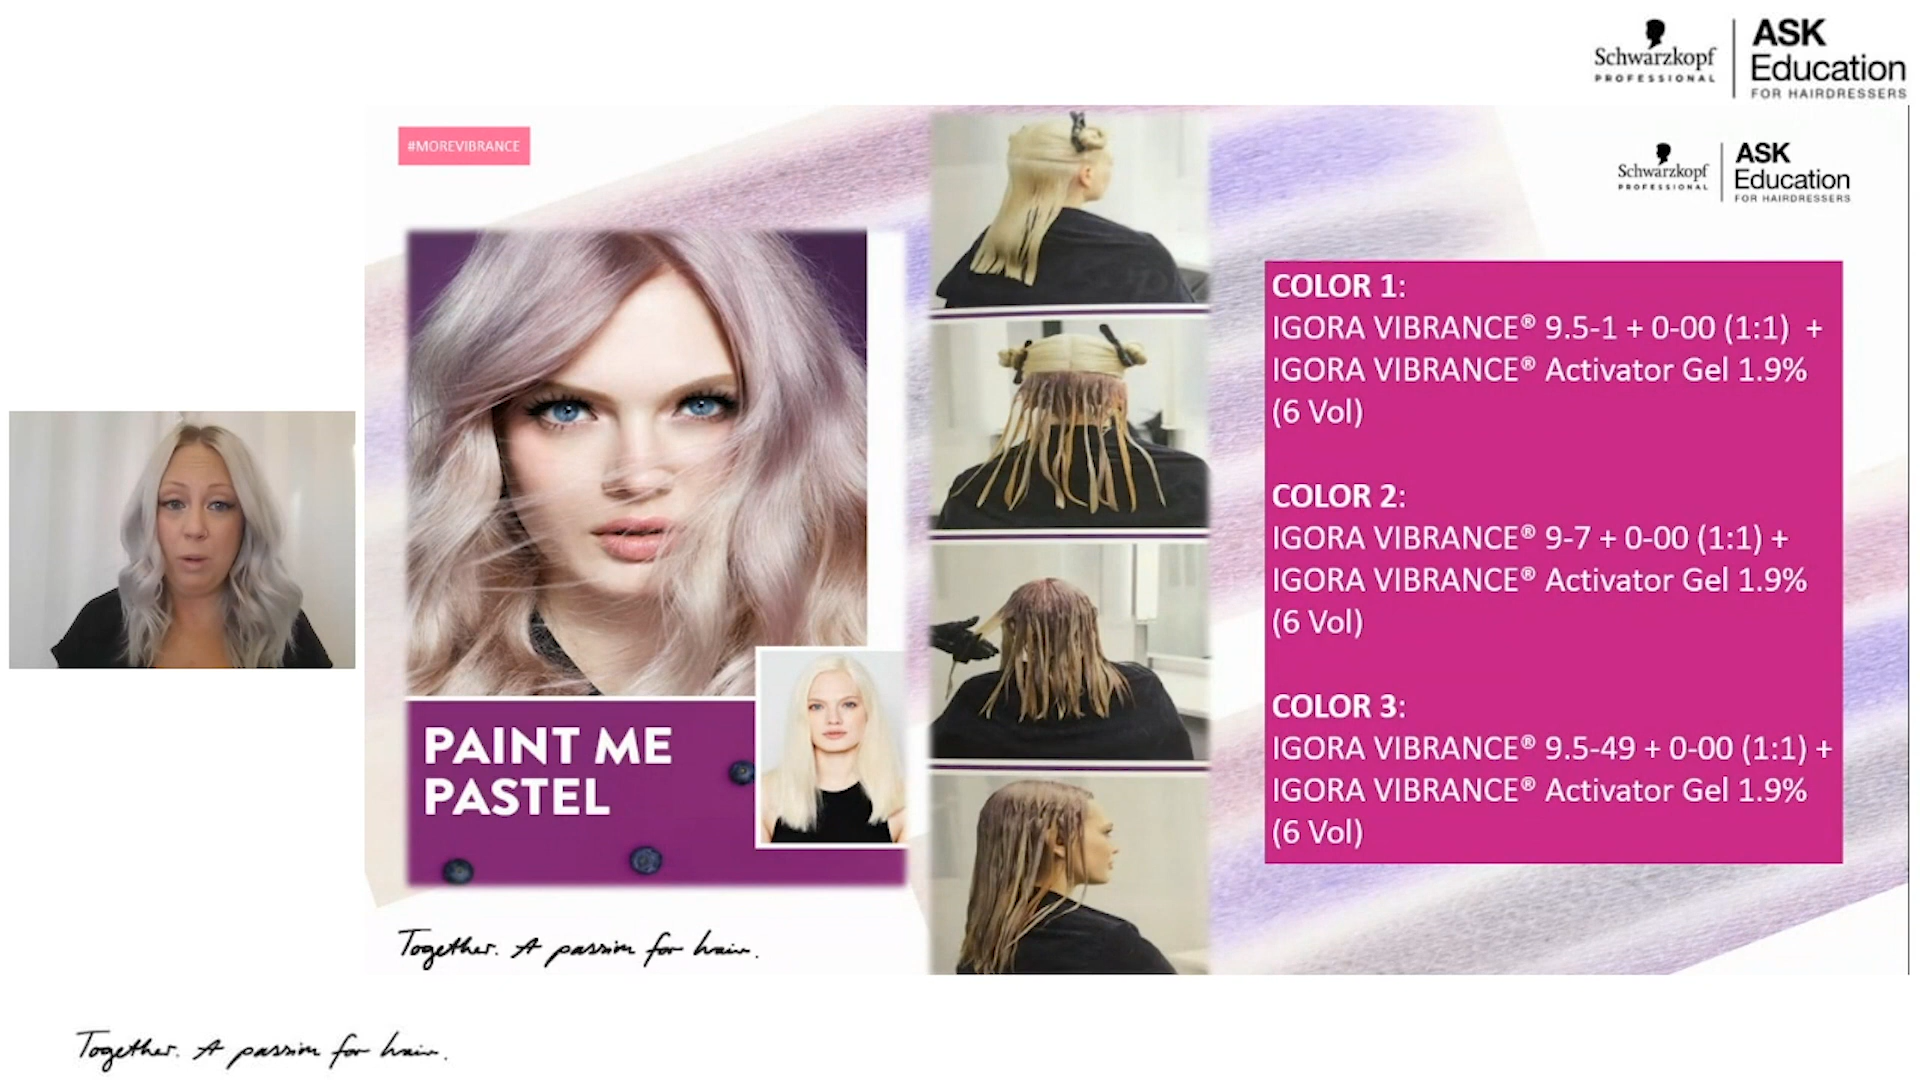 Schwarzkopf
PROFESSIONAL
ASK
Education
FOR HAIRDRESSERS
#MOREVIBRANCE
Schwarzkopf
PROFESSIONAL
ASK
Education
FOR HAIRDRESSERS
PAINT ME
PASTEL
Together. A passion for hair.
COLOR 1:
IGORA VIBRANCE® 9.5-1 + 0-00 (1:1) +
IGORA VIBRANCE® Activator Gel 1.9%
(6 Vol)
COLOR 2:
IGORA VIBRANCE® 9-7 + 0-00 (1:1) +
IGORA VIBRANCE® Activator Gel 1.9%
(6 Vol)
COLOR 3:
IGORA VIBRANCE® 9.5-49 + 0-00 (1:1) +
IGORA VIBRANCE® Activator Gel 1.9%
(6 Vol)
Together. A passion for hair.